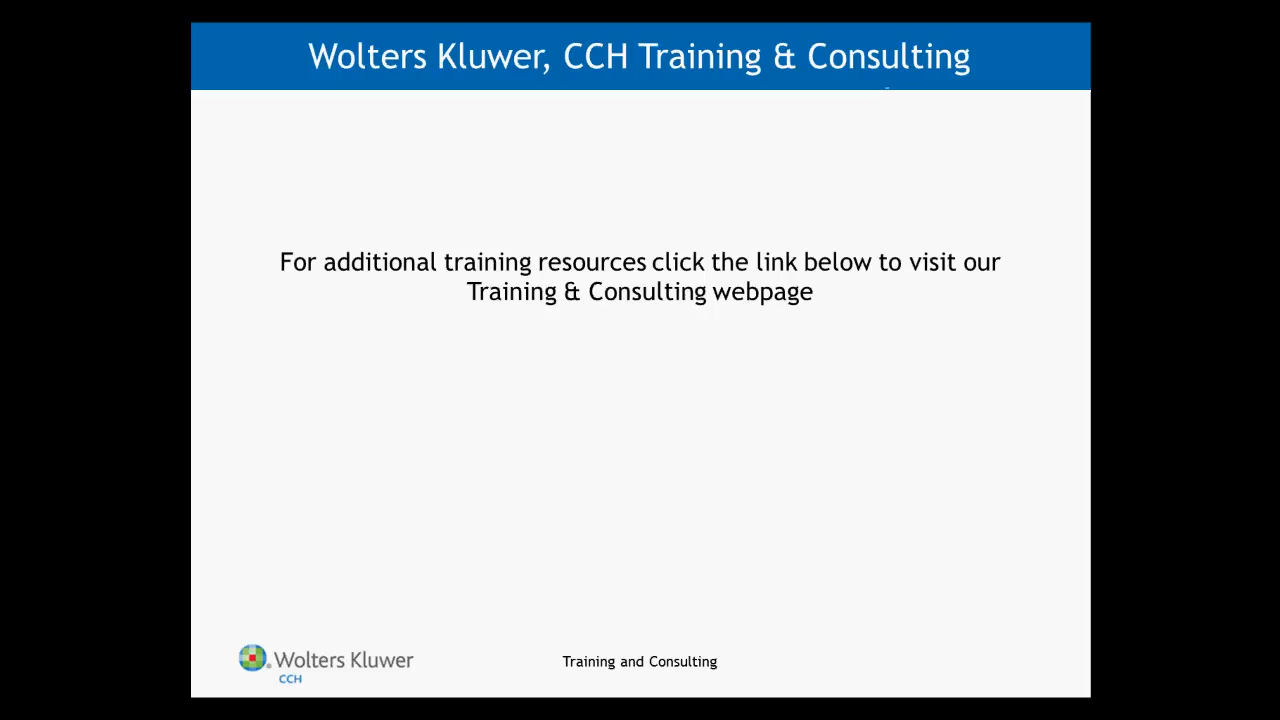 Wolters Kluwer, CCH Training & Consulting
For additional training resources click the link below to visit our
Training & Consulting webpage
Wolters Kluwer
CCH
Training and Consulting